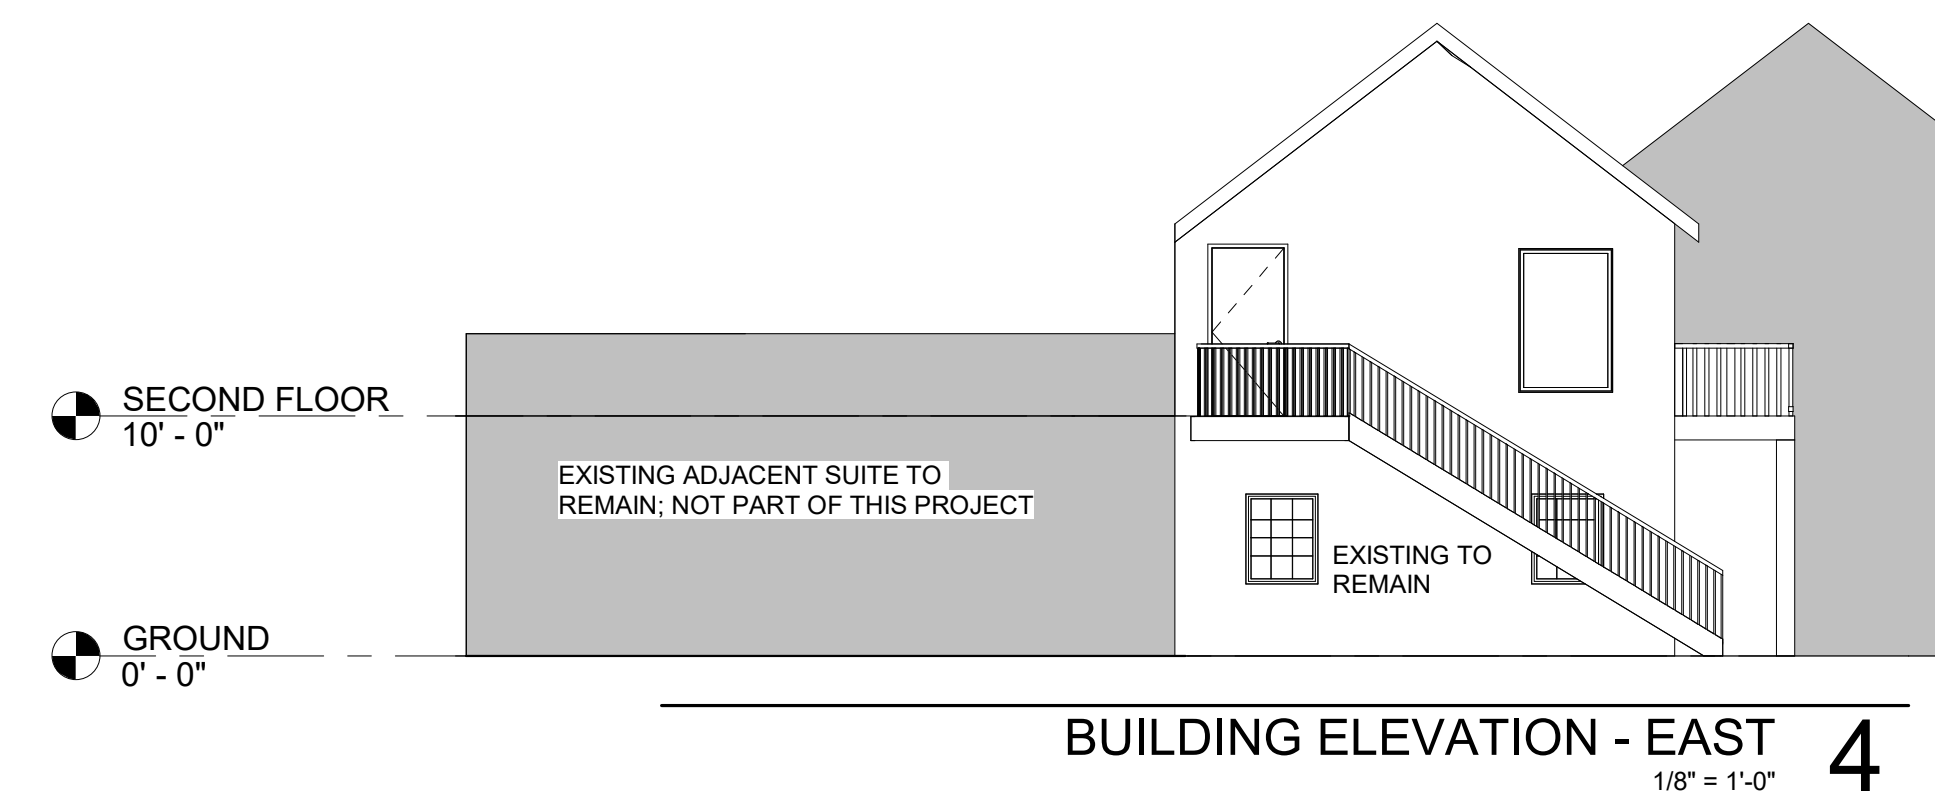 SECOND FLOOR
10' - 0"
EXISTING ADJACENT SUITE TO
REMAIN; NOT PART OF THIS PROJECT
EXISTING TO
REMAIN
GROUND
0' - 0"
BUILDING ELEVATION - EAST
1/8" = 1'-0"
4